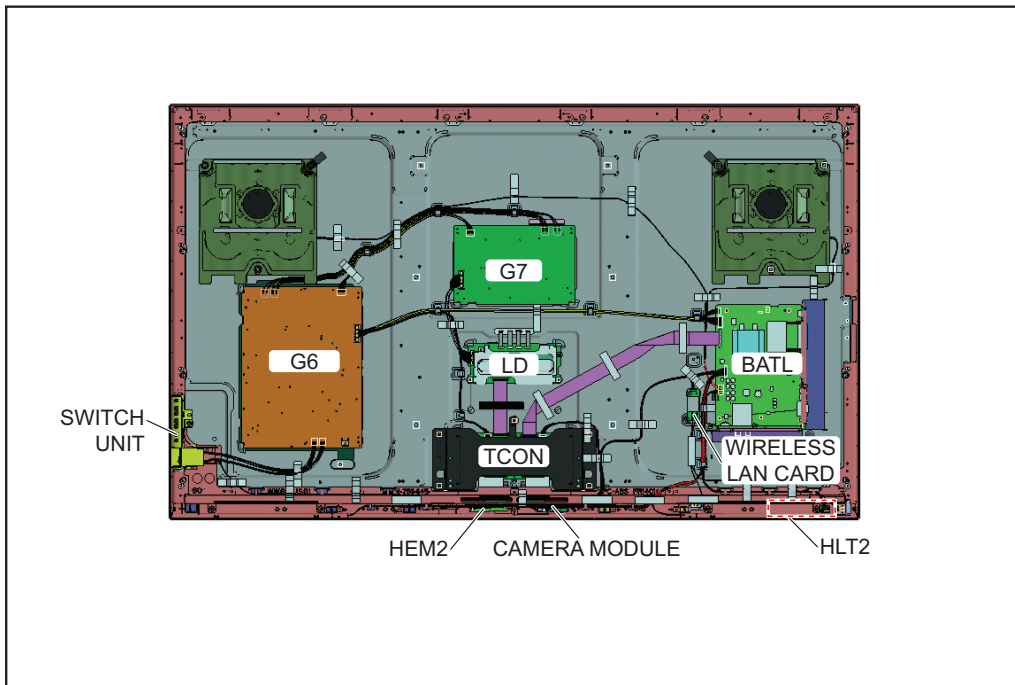 G7
G6
LD
BATL
SWITCH
UNIT
TCON
WIRELESS
LAN CARD
HEM2
CAMERA MODULE
HLT2